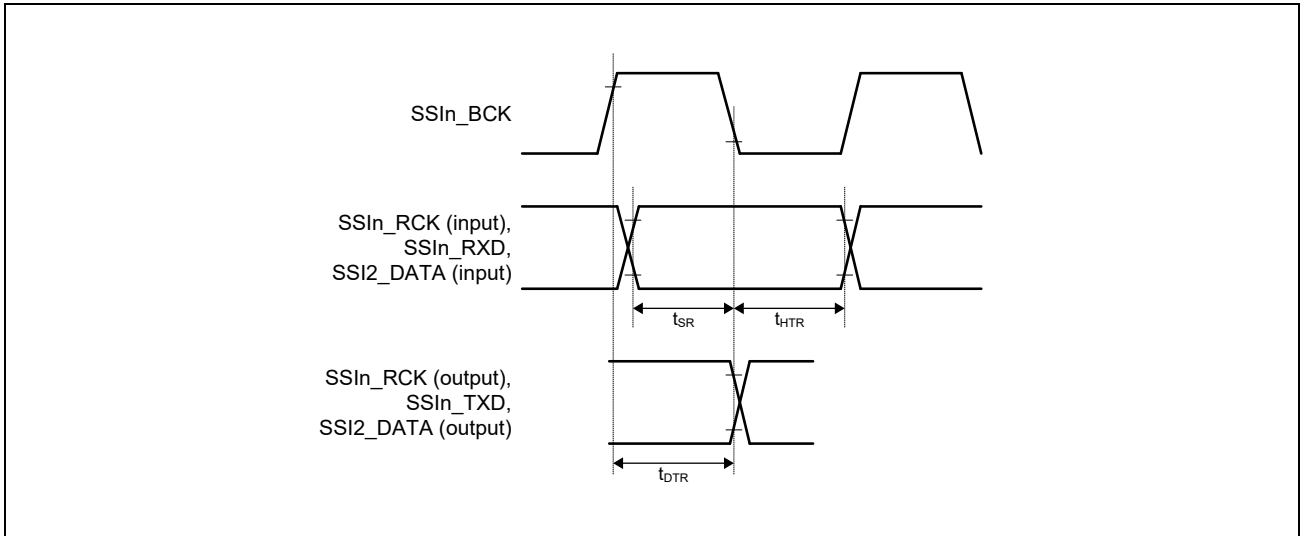 SSIn_BCK
SSIn_RCK (input),
SSIn_RXD,
SSI2_DATA (input)
tSR
tHTR
SSIn_RCK (output),
SSIn_TXD,
SSI2_DATA (output)
tDTR